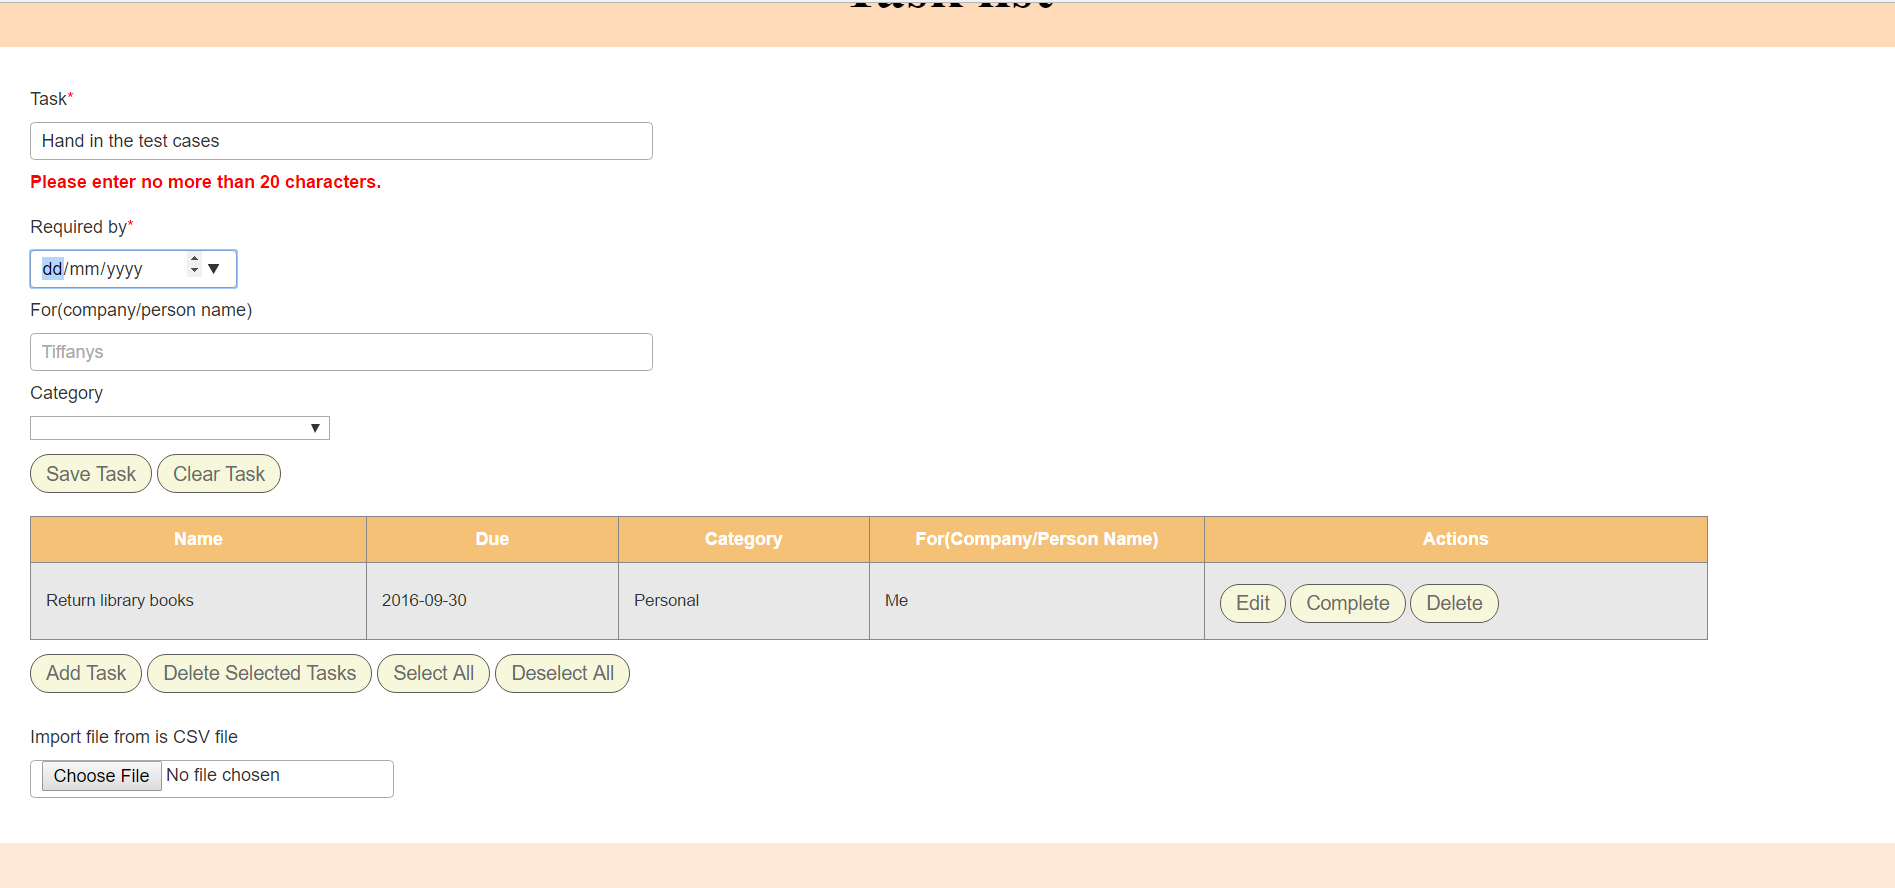 Task list
Task*
Hand in the test cases
Please enter no more than 20 characters.
Required by*
dd/mm/yyyy
For(company/person name)
Tiffanys
Category
Save Task Clear Task
Name Due Category For(Company/Person Name) Actions
Return library books 2016-09-30 Personal Me Edit Complete Delete
Add Task Delete Selected Tasks Select All Deselect All
Import file from is CSV file
Choose File No file chosen